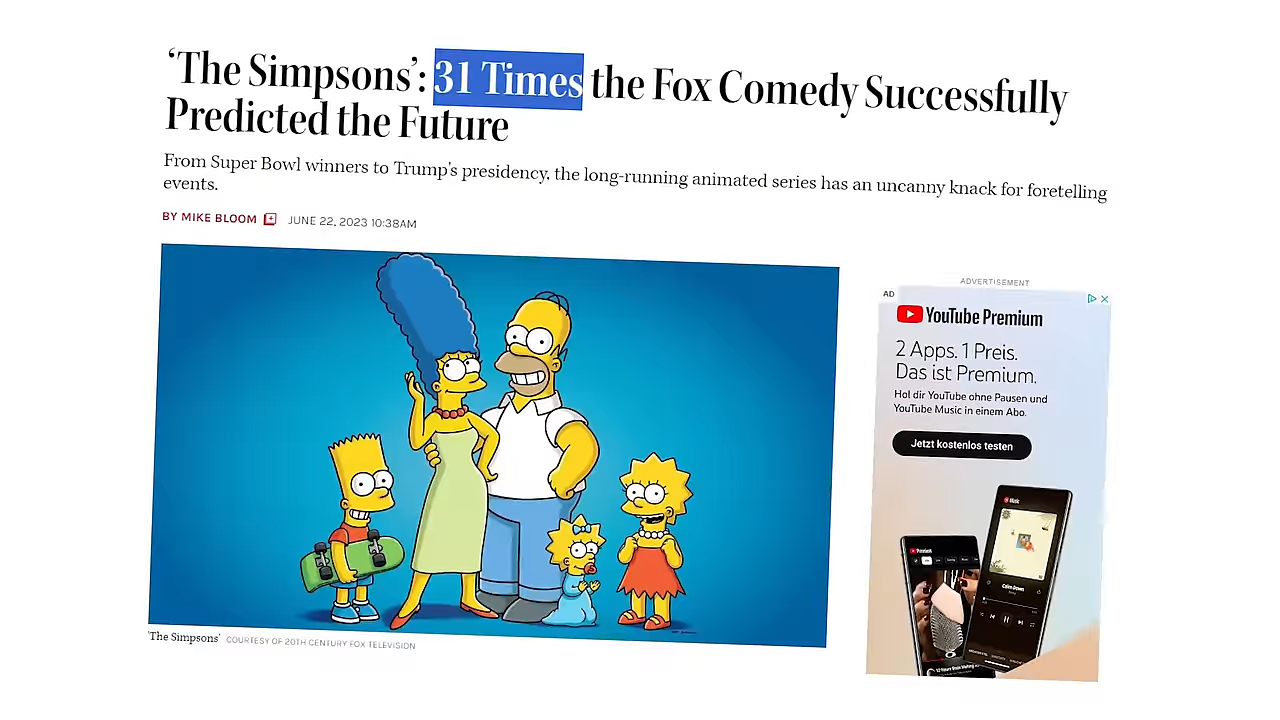 ‘The Simpsons’: 31 Times the Fox Comedy Successfully
Predicted the Future
From Super Bowl winners to Trump's presidency, the long-running animated series has an uncanny knack for foretelling
events.
BY MIKE BLOOM JUNE 22, 2023 10:38AM
ADVERTISEMENT
AD
YouTube Premium
2 Apps. 1 Preis.
Das ist Premium.
Hol dir YouTube ohne Pausen und
YouTube Music in einem Abo.
Jetzt kostenlos testen
Music
Premium
'The Simpsons' COURTESY OF 20TH CENTURY FOX TELEVISION